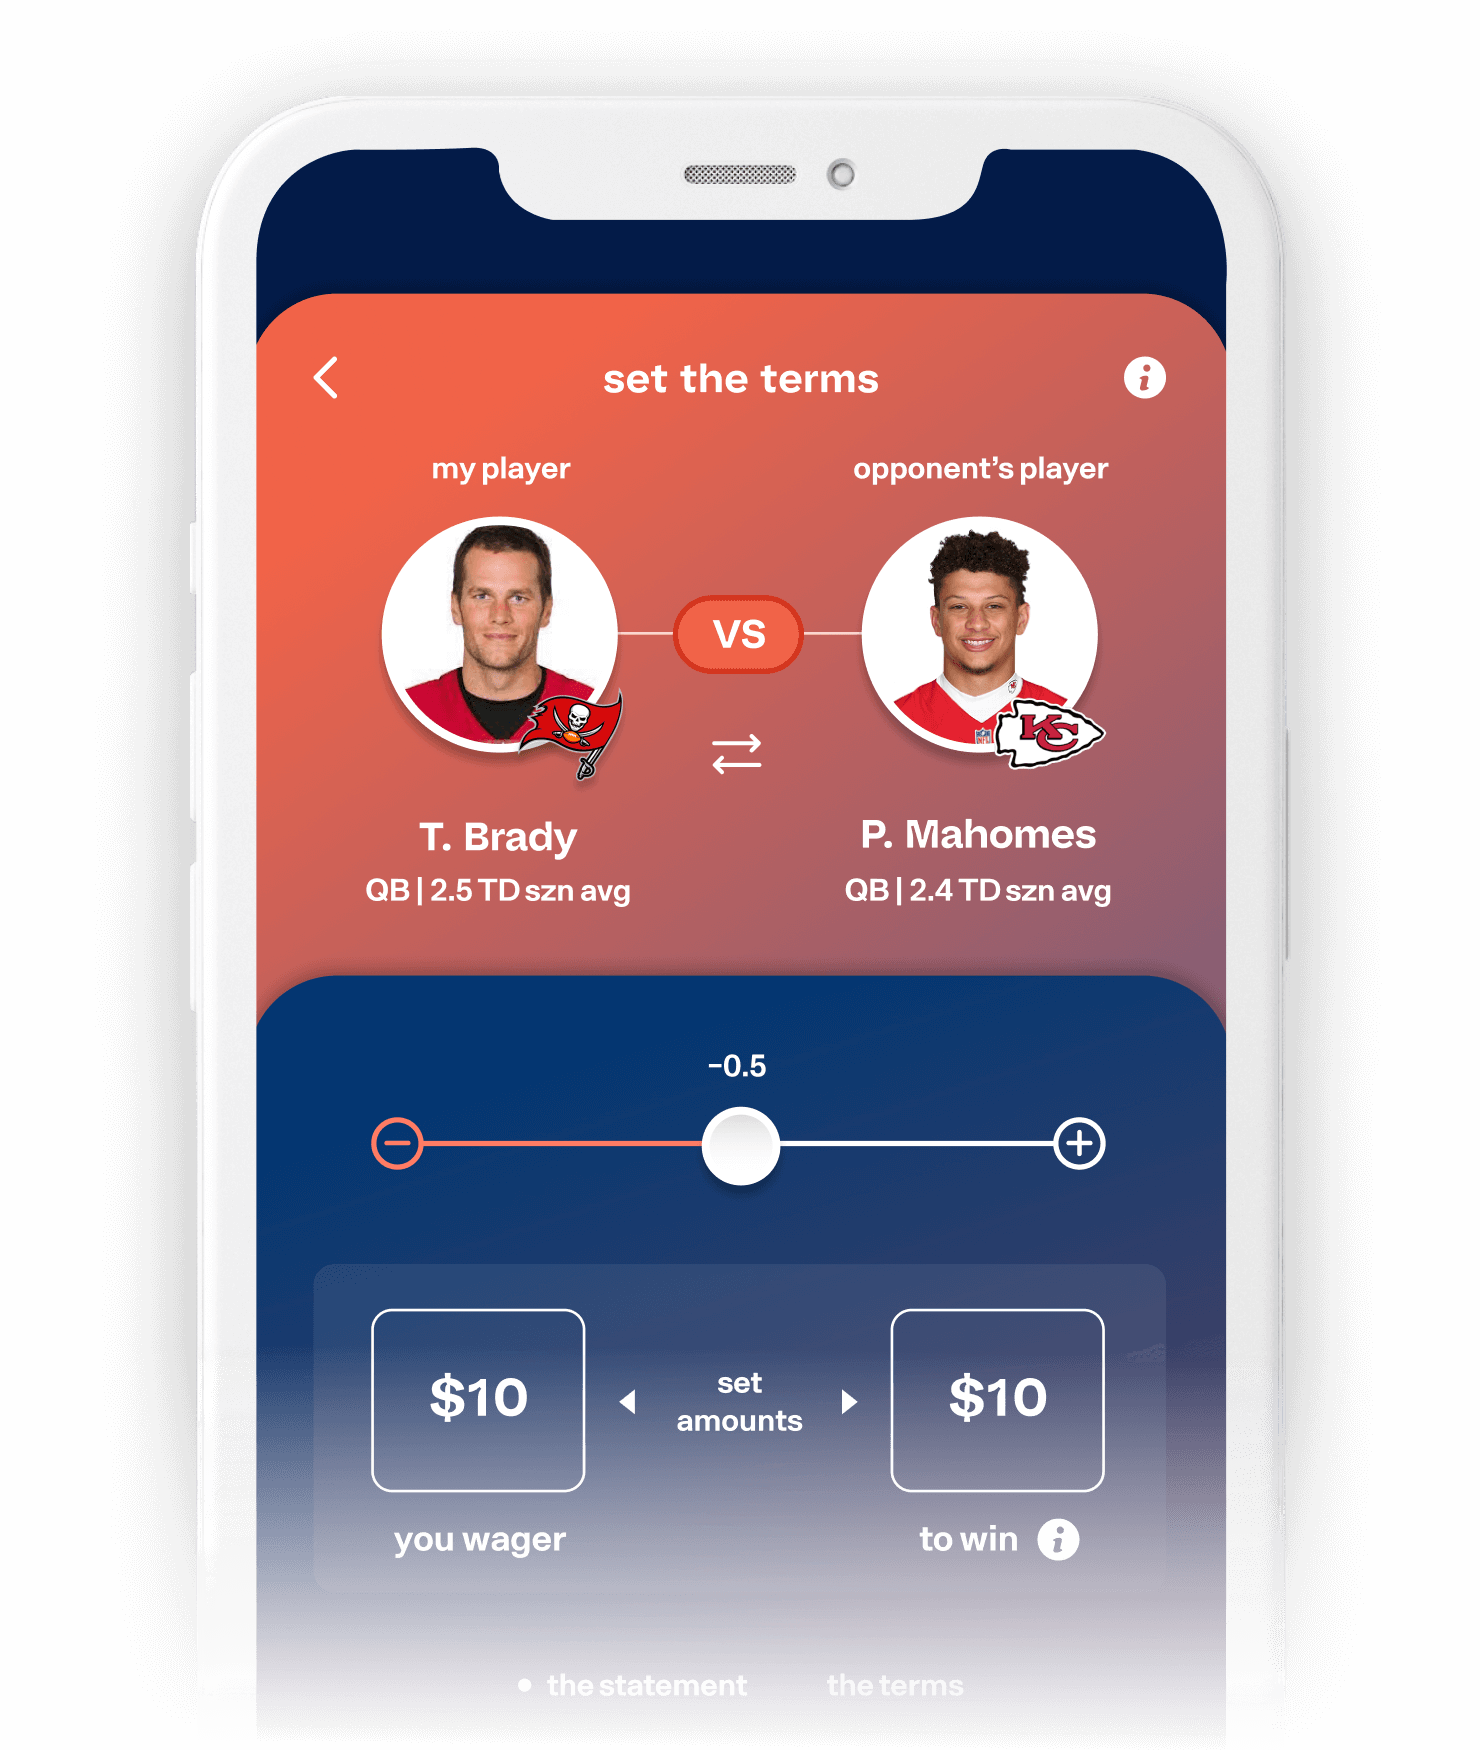 set the terms
my player
opponent's player
VS
KC
T. Brady
P. Mahomes
QB | 2.5 TD szn avg
QB | 2.4 TD szn avg
-0.5
$10
set
amounts
$10
you wager
to win
the statement
the terms